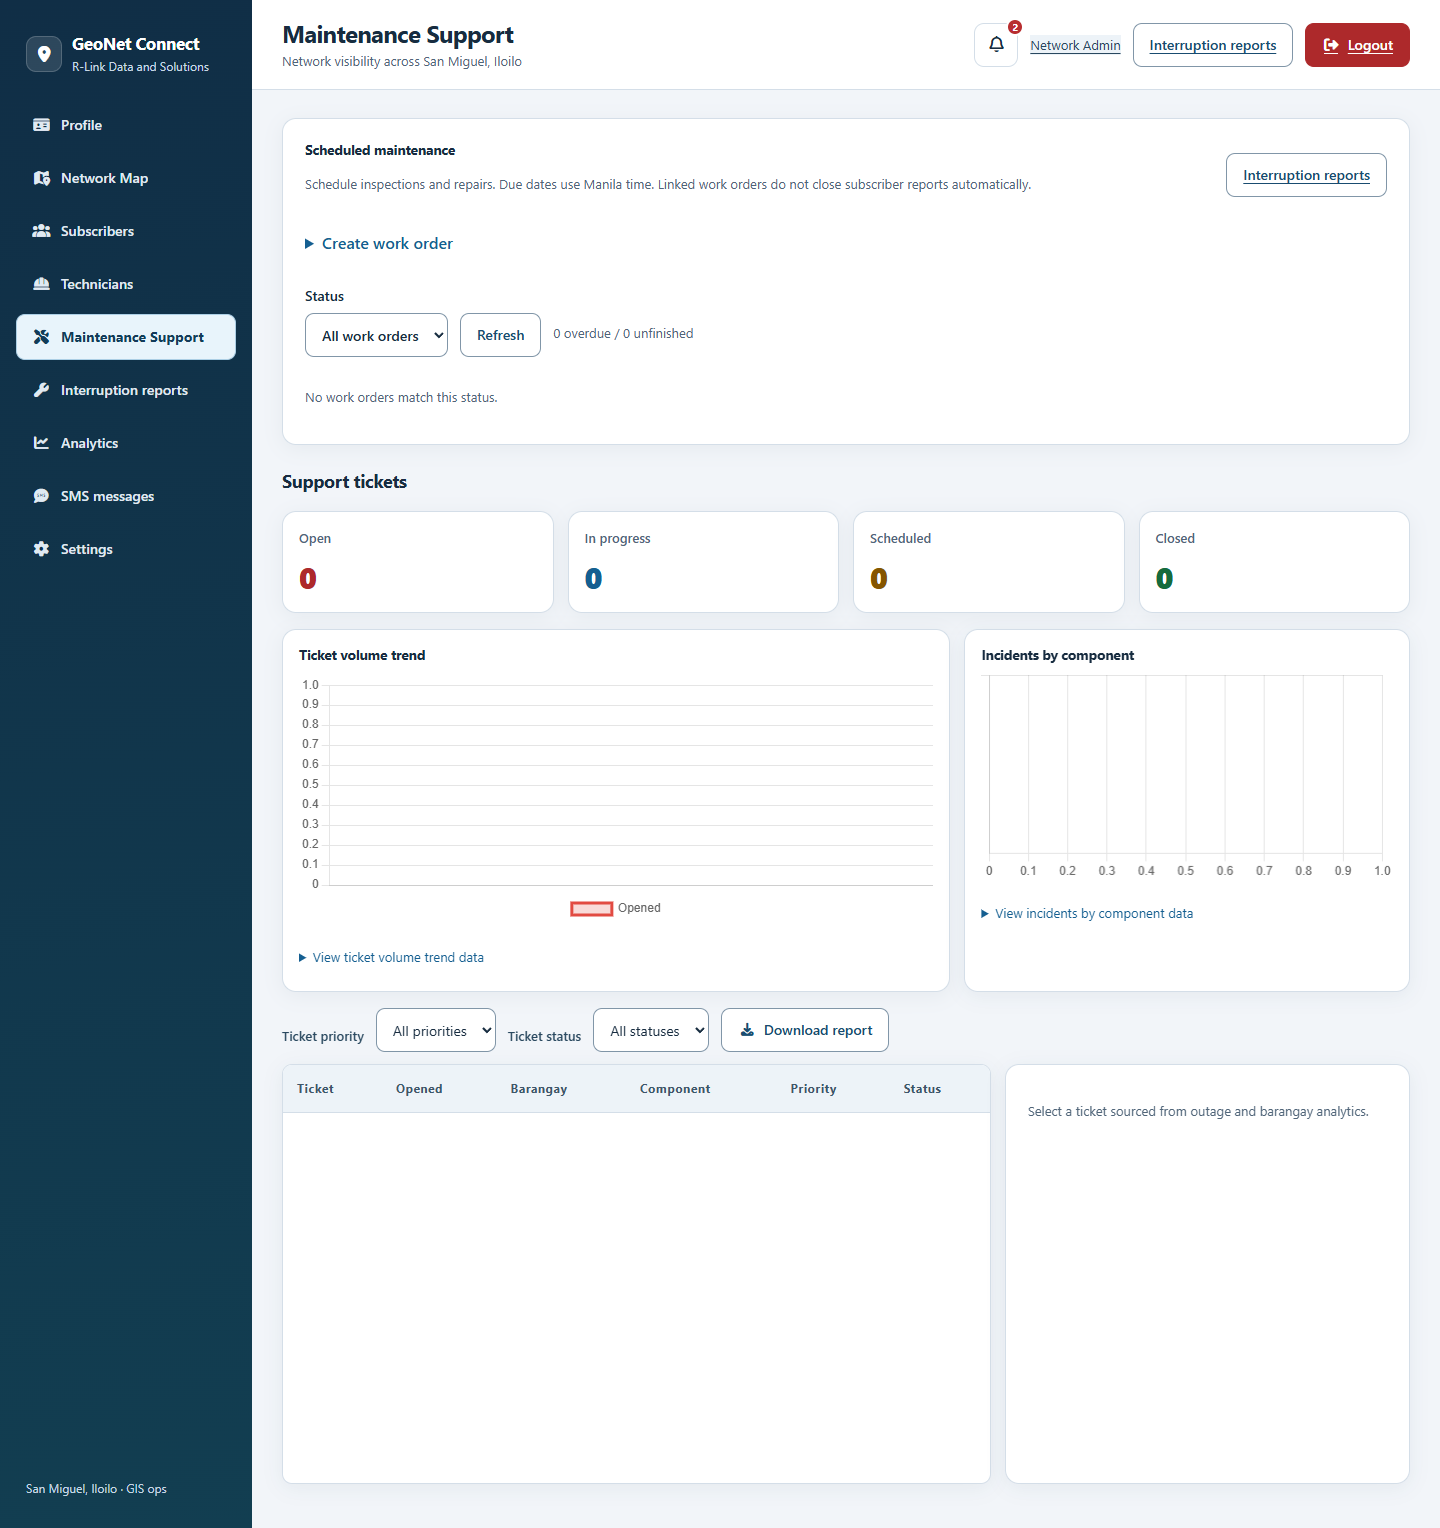 GeoNet Connect
R-Link Data and Solutions
Profile
Network Map
Subscribers
Technicians
Maintenance Support
Interruption reports
Analytics
SMS messages
Settings
San Miguel, Iloilo · GIS ops
Maintenance Support
Network visibility across San Miguel, Iloilo
2
Network Admin
Interruption reports
Logout
Scheduled maintenance
Schedule inspections and repairs. Due dates use Manila time. Linked work orders do not close subscriber reports automatically.
Interruption reports
Create work order
Status
All work orders
Refresh
0 overdue / 0 unfinished
No work orders match this status.
Support tickets
Open
0
In progress
0
Scheduled
0
Closed
0
Ticket volume trend
1.0
0.9
0.8
0.7
0.6
0.5
0.4
0.3
0.2
0.1
0
Opened
View ticket volume trend data
Incidents by component
0 0.1 0.2 0.3 0.4 0.5 0.6 0.7 0.8 0.9 1.0
View incidents by component data
Ticket priority
All priorities
Ticket status
All statuses
Download report
Ticket Opened Barangay Component Priority Status
Select a ticket sourced from outage and barangay analytics.